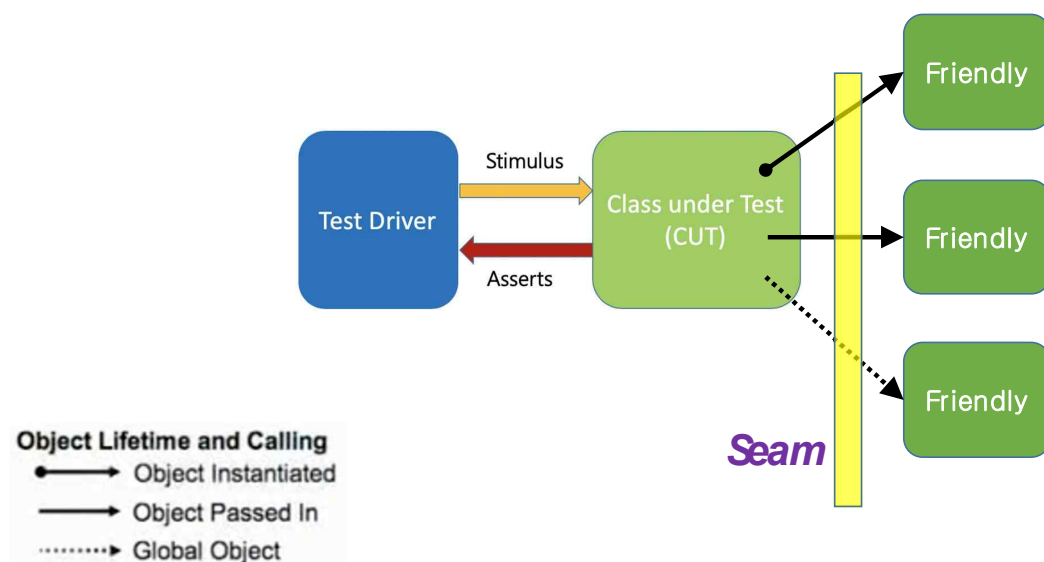 Friendly
Stimulus
Test Driver
Class under Test
(CUT)
Friendly
Asserts
Friendly
Seam
Object Lifetime and Calling
Object Instantiated
Object Passed In
Global Object